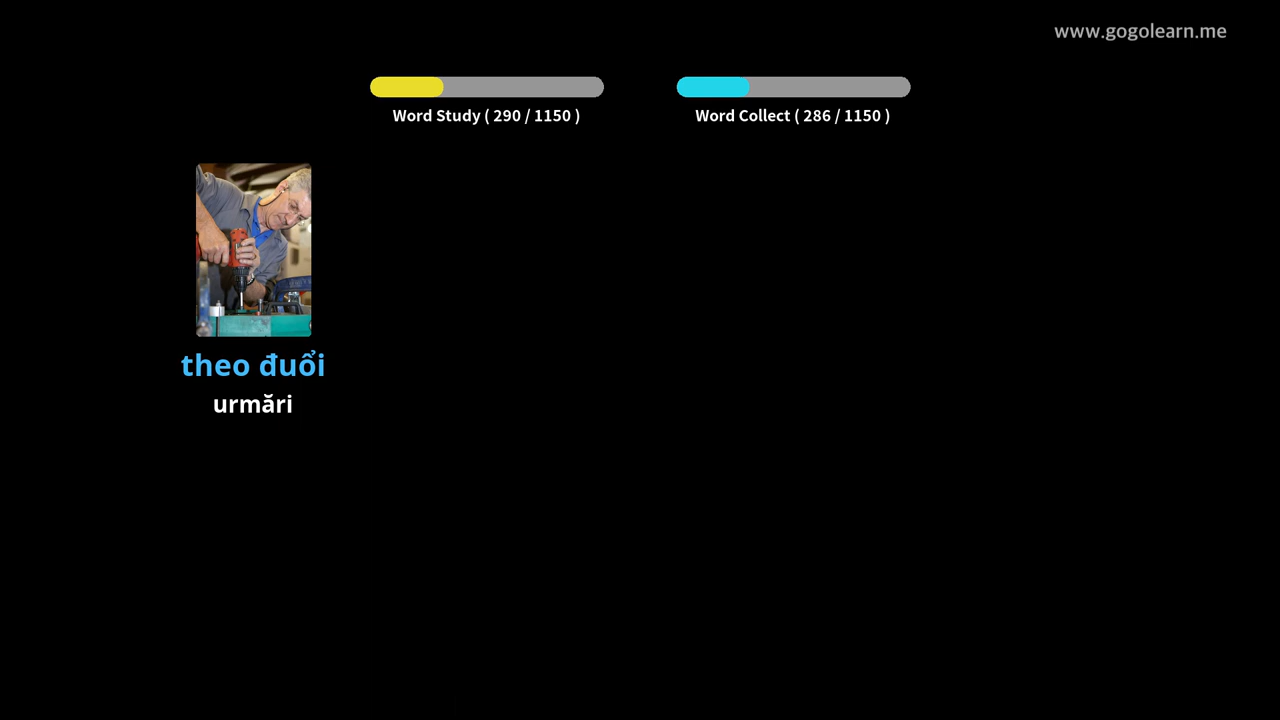 www.gogolearn.me
Word Study ( 290 / 1150 )
Word Collect ( 286 / 1150 )
theo đuổi
urmări